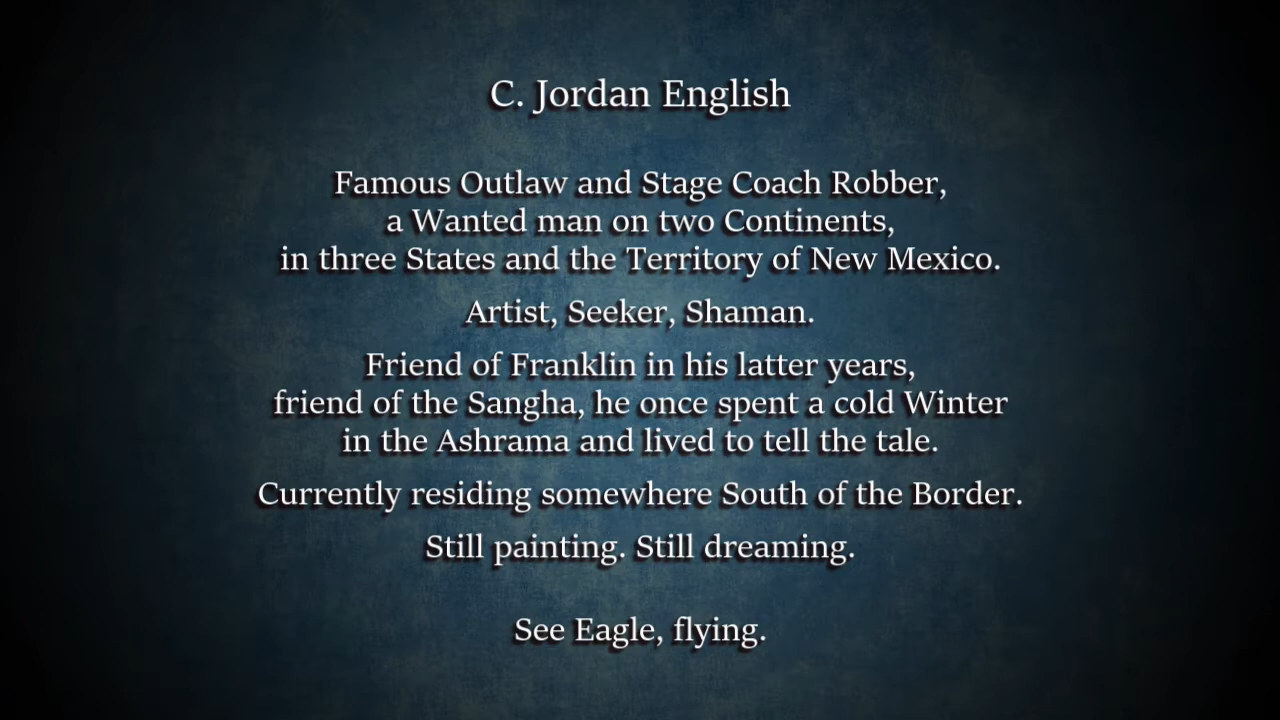 C. Jordan English
Famous Outlaw and Stage Coach Robber,
a Wanted man on two Continents,
in three States and the Territory of New Mexico.
Artist, Seeker, Shaman.
Friend of Franklin in his latter years,
friend of the Sangha, he once spent a cold Winter
in the Ashrama and lived to tell the tale.
Currently residing somewhere South of the Border.
Still painting. Still dreaming.
See Eagle, flying.